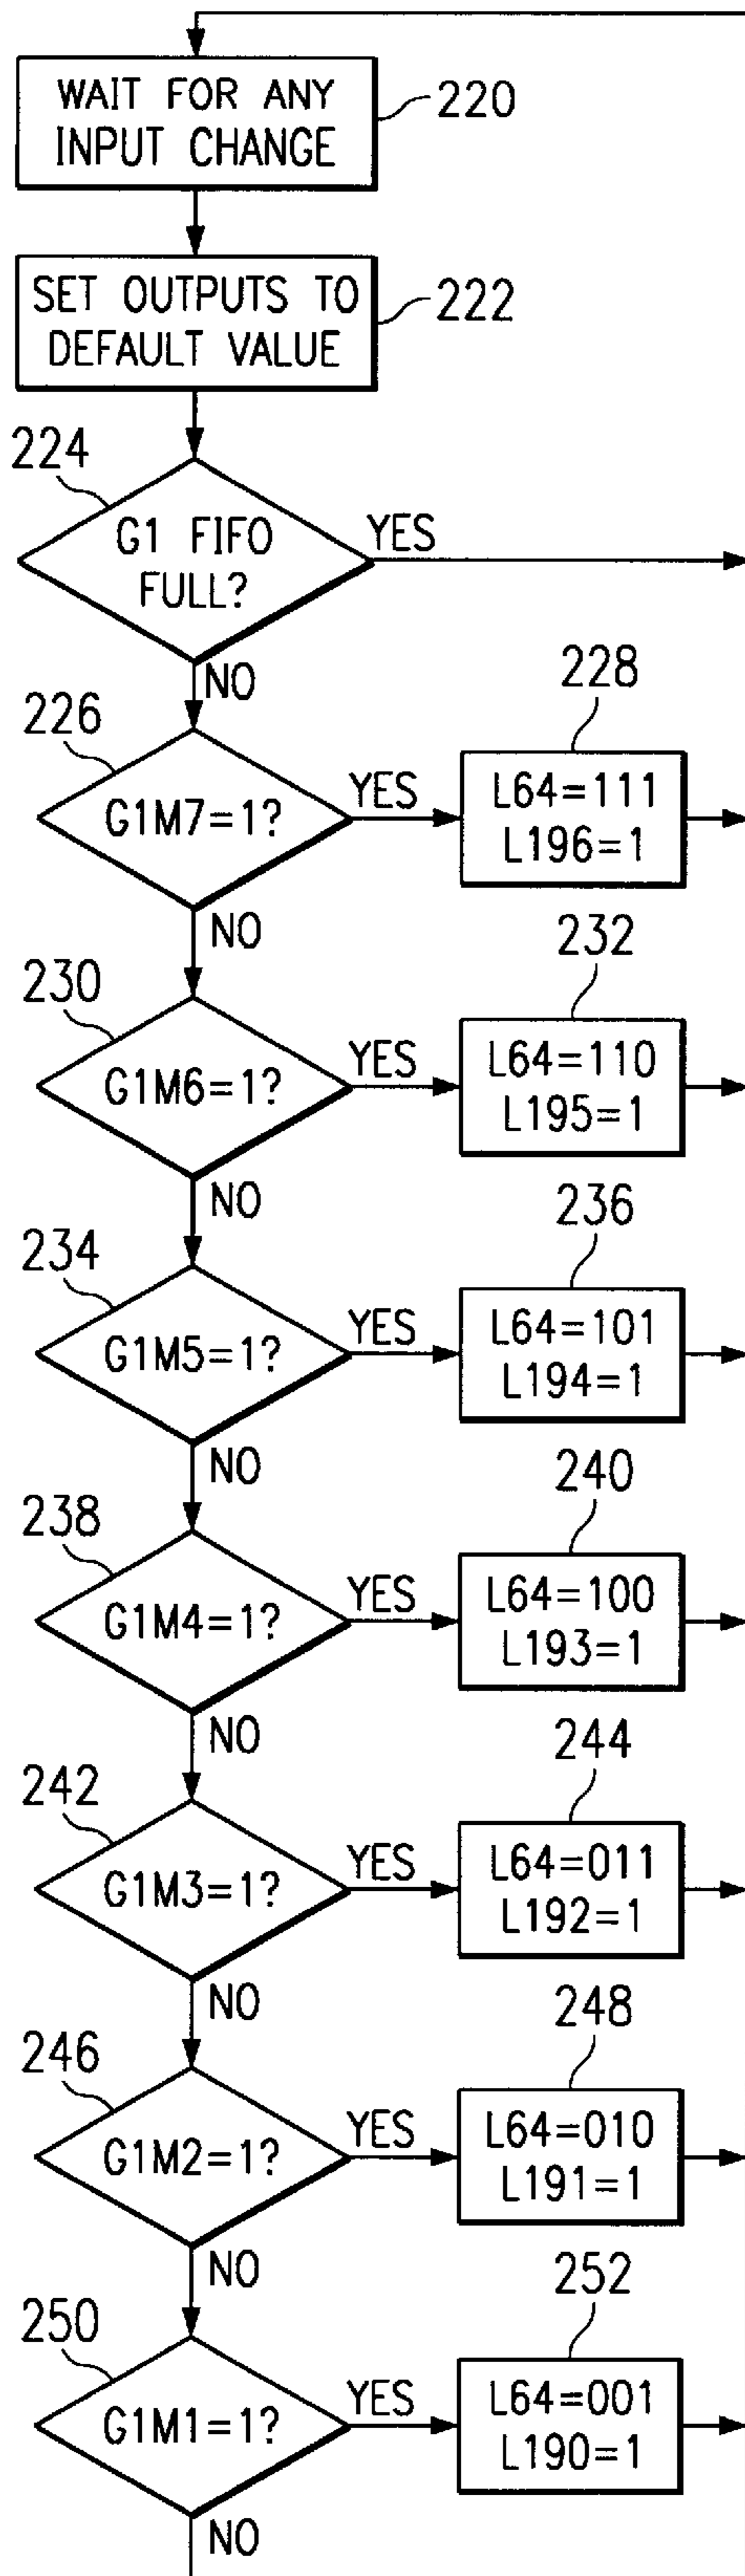 WAIT FOR ANY
INPUT CHANGE
220
SET OUTPUTS TO
DEFAULT VALUE
222
224
G1 FIFO
FULL?
YES
NO
226
G1M7=1?
YES
228
L64=111
L196=1
NO
230
G1M6=1?
YES
232
L64=110
L195=1
NO
234
G1M5=1?
YES
236
L64=101
L194=1
NO
238
G1M4=1?
YES
240
L64=100
L193=1
NO
242
G1M3=1?
YES
244
L64=011
L192=1
NO
246
G1M2=1?
YES
248
L64=010
L191=1
NO
250
G1M1=1?
YES
252
L64=001
L190=1
NO